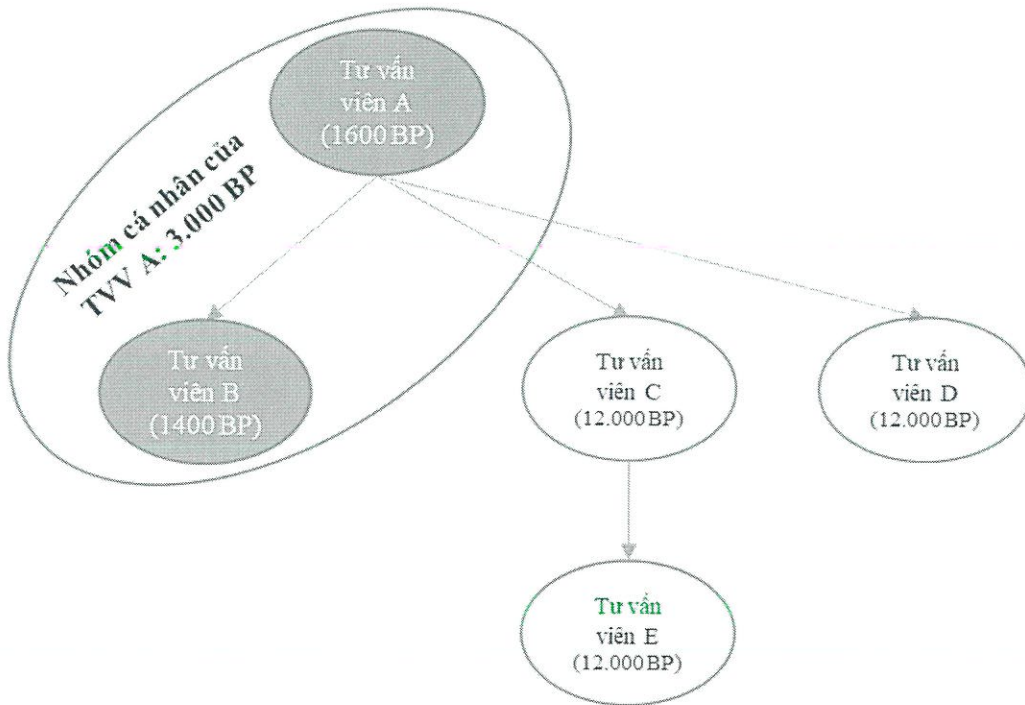 Tư vấn
viên A
(1600 BP)
Nhóm cá nhân của
TVV A: 3.000 BP
Tư vấn
viên B
(1400 BP)
Tư vấn
viên C
(12.000 BP)
Tư vấn
viên D
(12.000 BP)
Tư vấn
viên E
(12.000 BP)